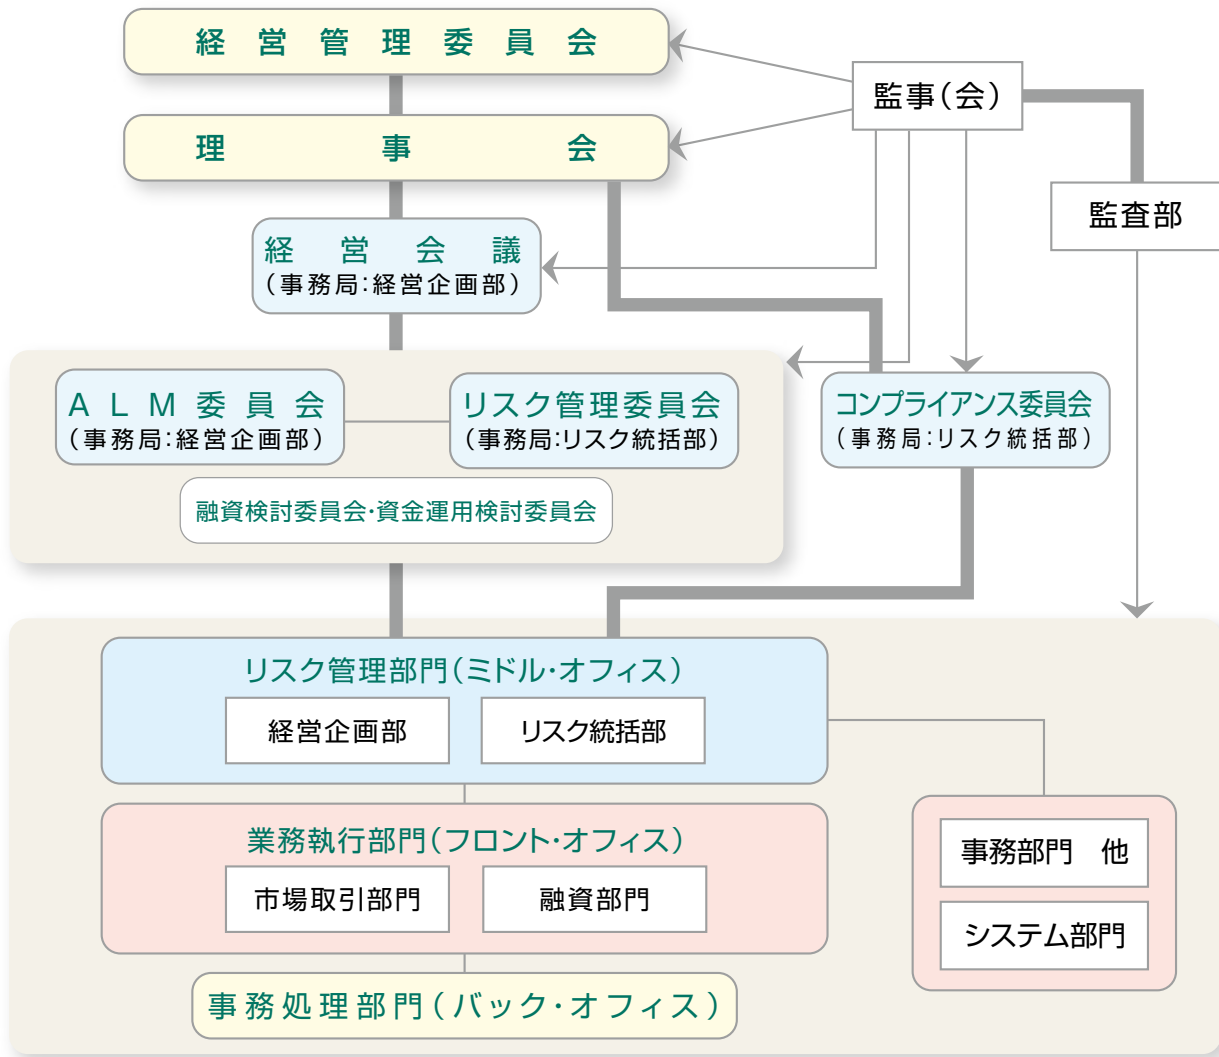 経営管理委員会
監事(会)
理事会
監査部
経営会議
(事務局:経営企画部)
ALM委員会
(事務局:経営企画部)
リスク管理委員会
(事務局:リスク統括部)
コンプライアンス委員会
(事務局:リスク統括部)
融資検討委員会・資金運用検討委員会
リスク管理部門(ミドル・オフィス)
経営企画部
リスク統括部
業務執行部門(フロント・オフィス)
市場取引部門
融資部門
事務部門 他
システム部門
事務処理部門(バック・オフィス)